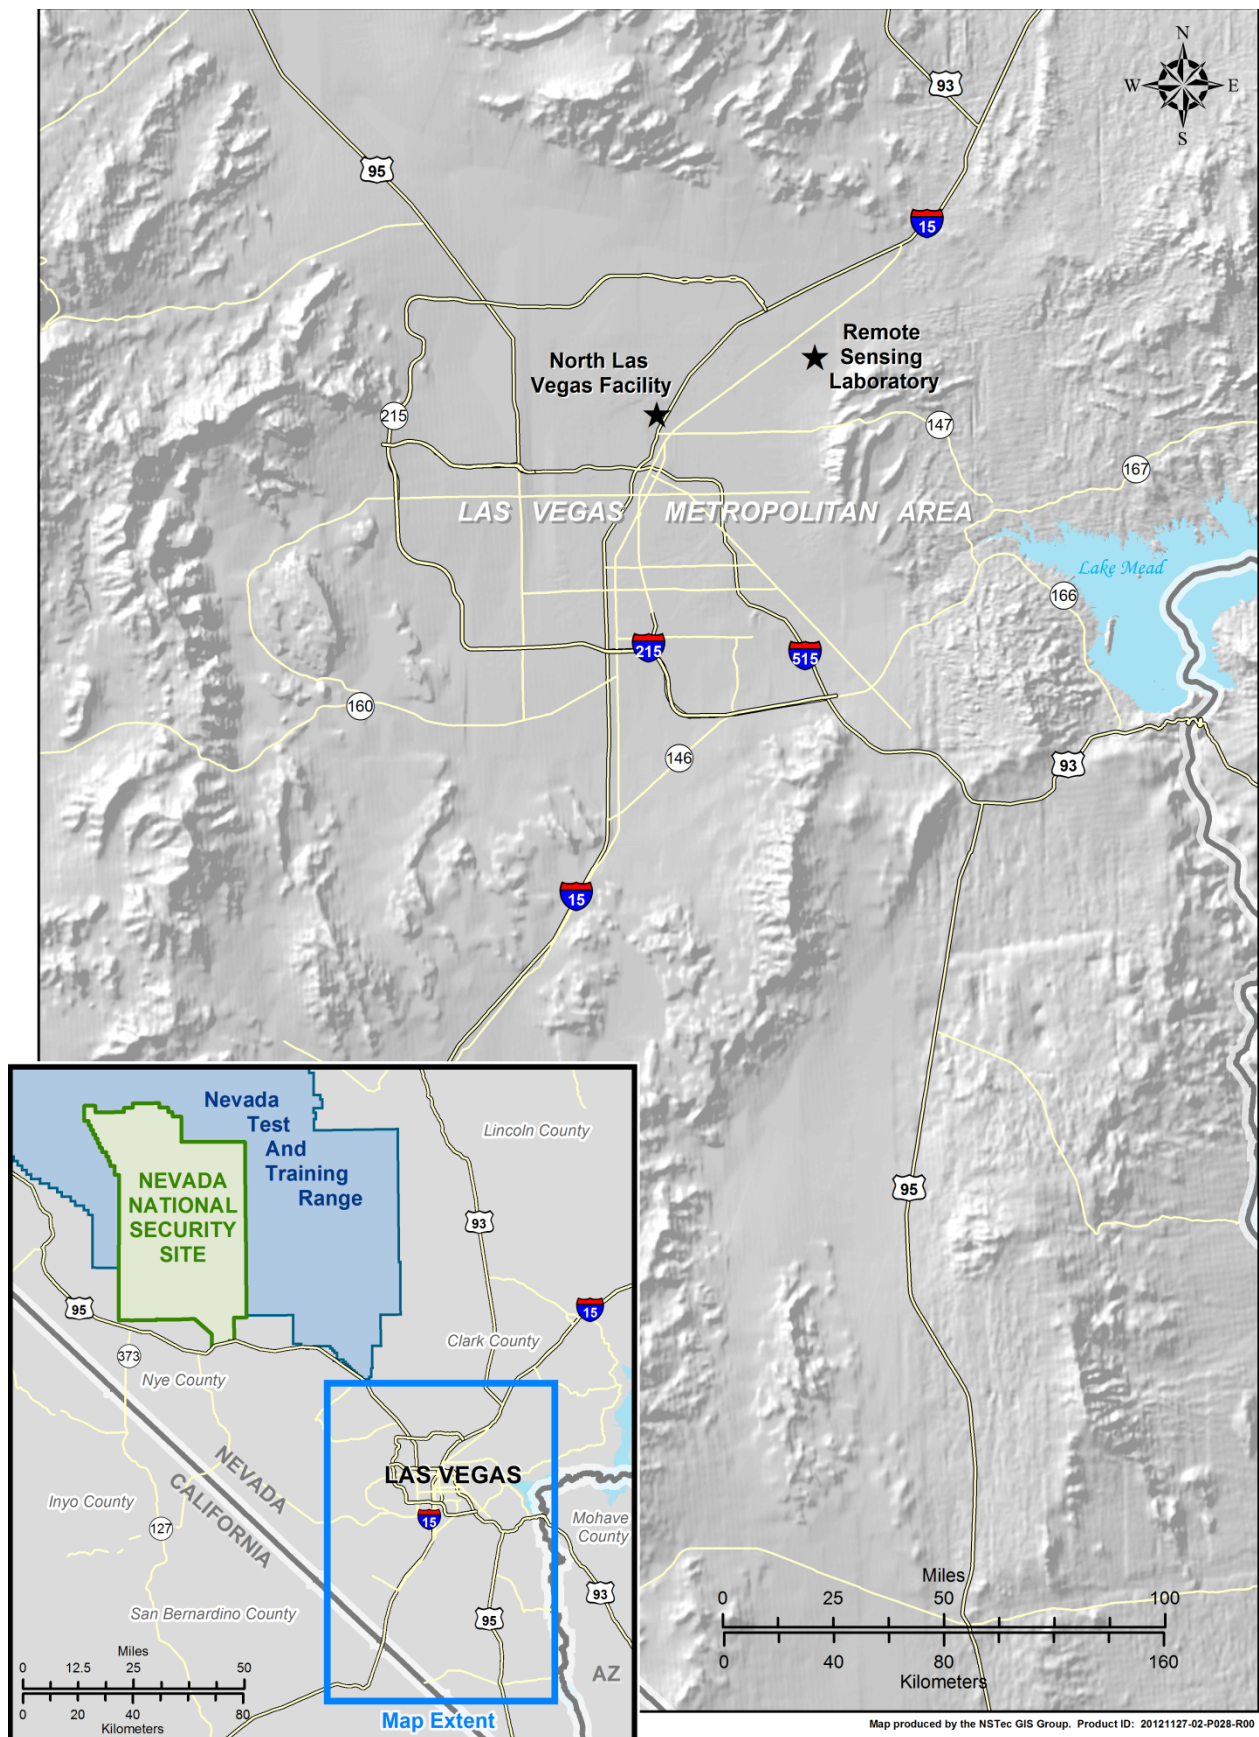 N
W E
S
93
95
15
Remote
Sensing
Laboratory
North Las
Vegas Facility
215
147
167
LAS VEGAS METROPOLITAN AREA
Lake Mead
166
215
515
160
146
93
15
95
Nevada
Test
And
Training
Range
Lincoln County
NEVADA
NATIONAL
SECURITY
SITE
93
95
15
373
Clark County
Nye County
LAS VEGAS
NEVADA
CALIFORNIA
Inyo County
127
15
Mohave
County
93
95
San Bernardino County
AZ
Miles
0 12.5 25 50
0 20 40 80
Kilometers
Map Extent
Miles
0 25 50 100
0 40 80 160
Kilometers
Map produced by the NSTec GIS Group. Product ID: 20121127-02-P028-R00